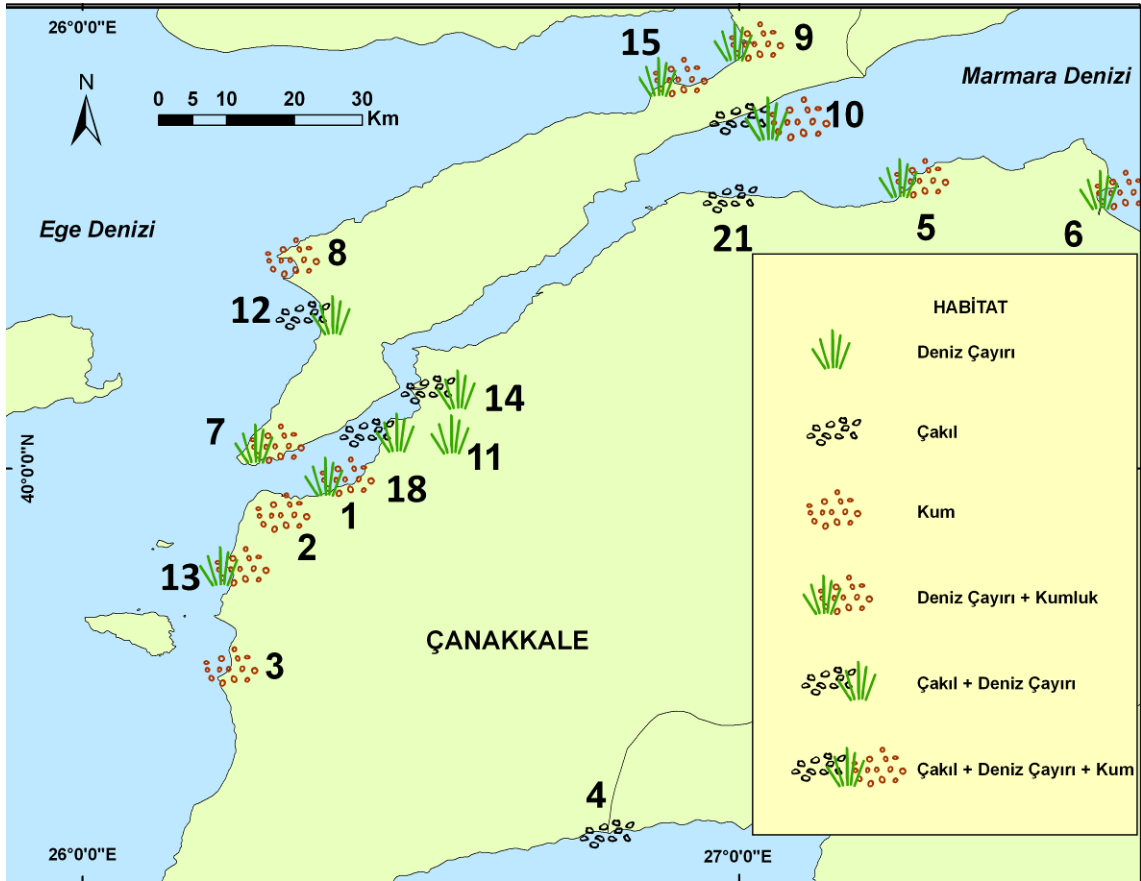 26°0'0"E
15
9
Marmara Denizi
N
0 5 10 20 30
Km
10
Ege Denizi
8
21
5
6
12
HABİTAT
Deniz Çayırı
14
Çakıl
7
11
40°0'0"N
18
1
Kum
2
13
Deniz Çayırı + Kumluk
ÇANAKKALE
3
Çakıl + Deniz Çayırı
Çakıl + Deniz Çayırı + Kum
4
26°0'0"E
27°0'0"E